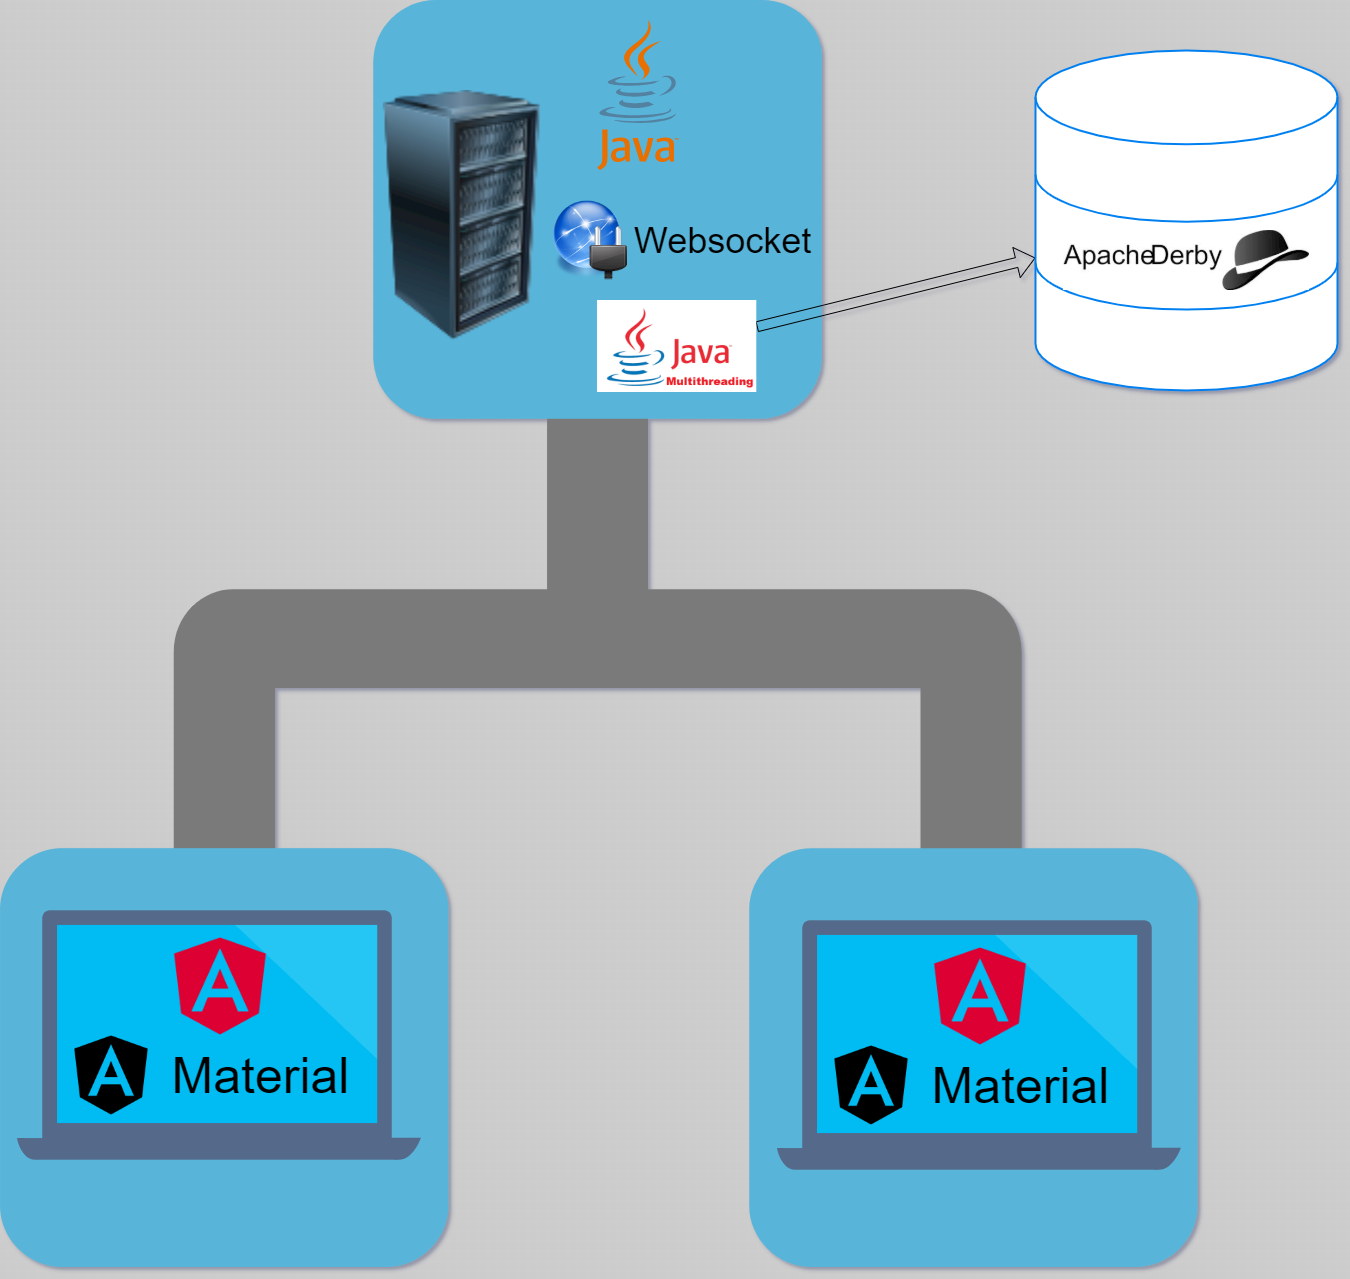 Java
Websocket
ApacheDerby
Java
Multithreading
A
A Material
A
A Material